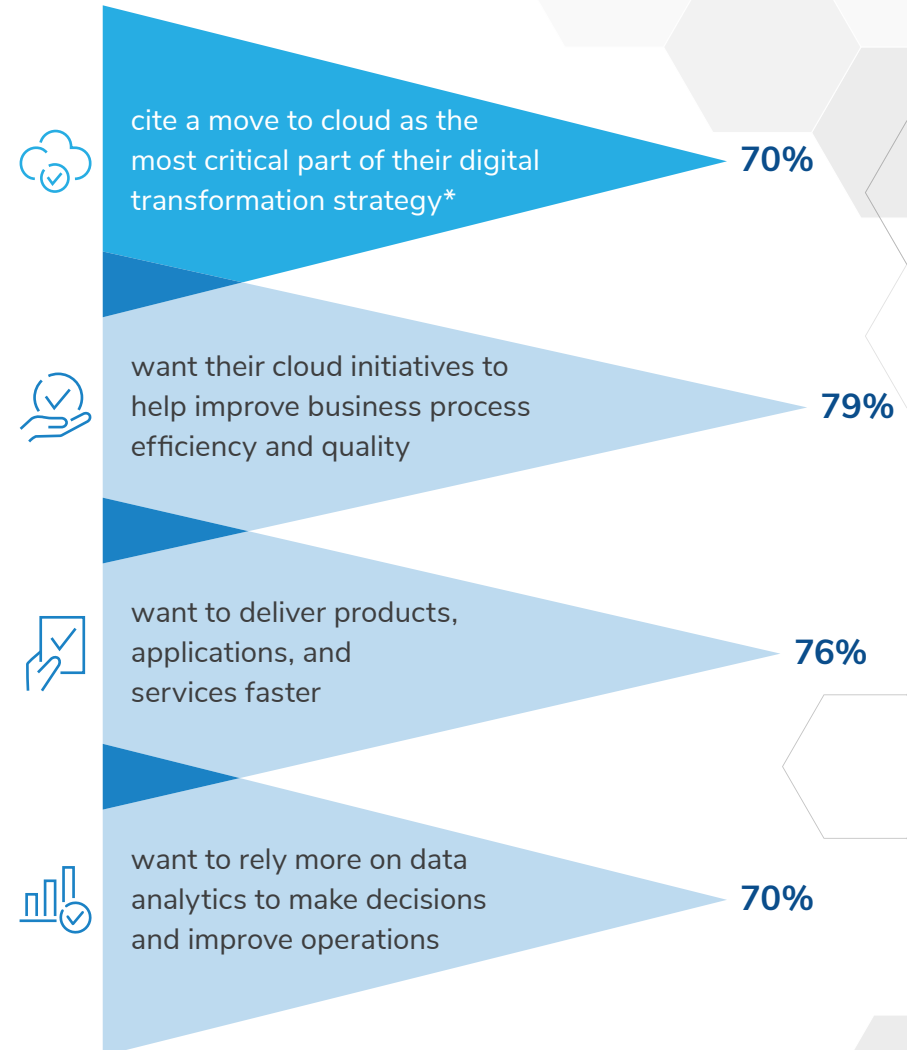 cite a move to cloud as the
most critical part of their digital
transformation strategy*
70%
want their cloud initiatives to
help improve business process
efficiency and quality
79%
want to deliver products,
applications, and
services faster
76%
want to rely more on data
analytics to make decisions
and improve operations
70%